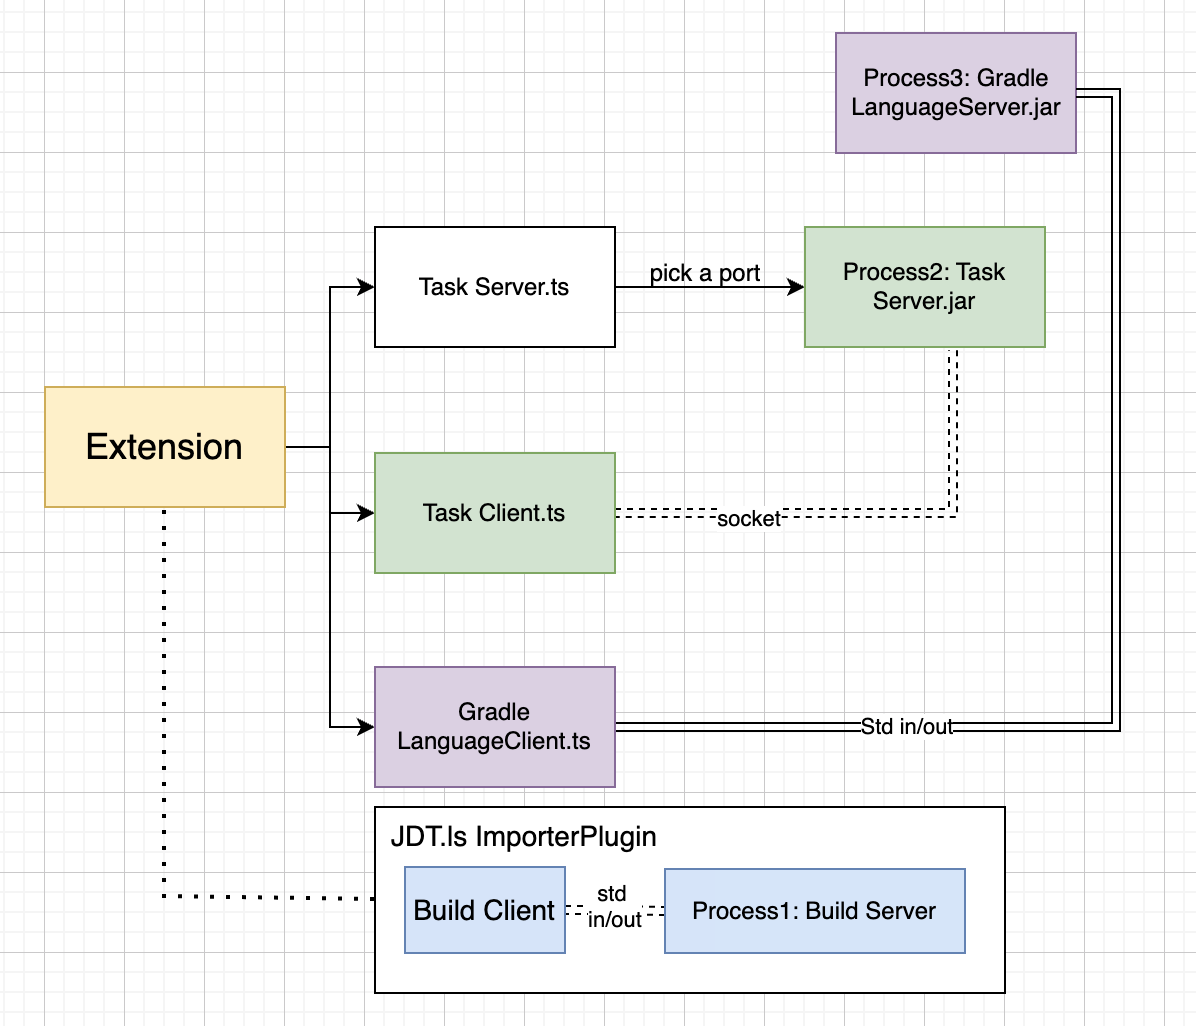 Process3: Gradle
LanguageServer.jar
Task Server.ts
pick a port
Process2: Task
Server.jar
Extension
Task Client.ts
socket
Gradle
LanguageClient.ts
Std in/out
JDT.ls ImporterPlugin
Build Client
std
in/out
Process1: Build Server